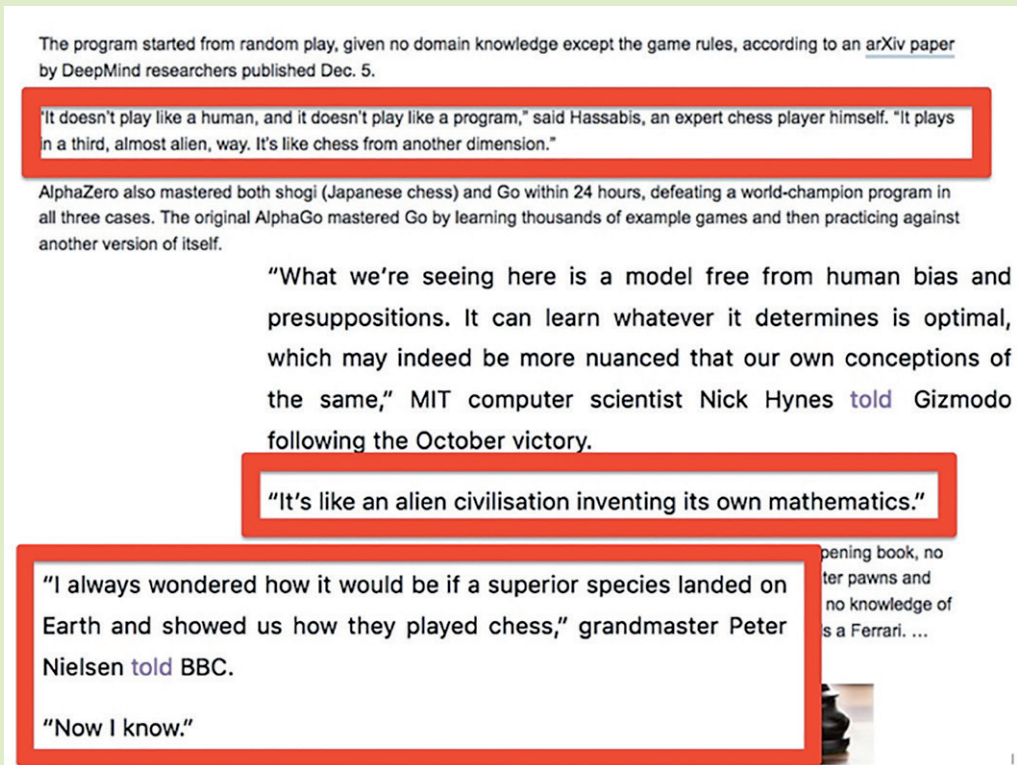 The program started from random play, given no domain knowledge except the game rules, according to an arXiv paper
by DeepMind researchers published Dec. 5.
"It doesn't play like a human, and it doesn't play like a program," said Hassabis, an expert chess player himself. "It plays
in a third, almost alien, way. It's like chess from another dimension."
AlphaZero also mastered both shogi (Japanese chess) and Go within 24 hours, defeating a world-champion program in
all three cases. The original AlphaGo mastered Go by learning thousands of example games and then practicing against
another version of itself.
“What we’re seeing here is a model free from human bias and
presuppositions. It can learn whatever it determines is optimal,
which may indeed be more nuanced that our own conceptions of
the same,” MIT computer scientist Nick Hynes told Gizmodo
following the October victory.
“It’s like an alien civilisation inventing its own mathematics.”
pening book, no
ter pawns and
no knowledge of
s a Ferrari. ...
“I always wondered how it would be if a superior species landed on
Earth and showed us how they played chess,” grandmaster Peter
Nielsen told BBC.
“Now I know.”